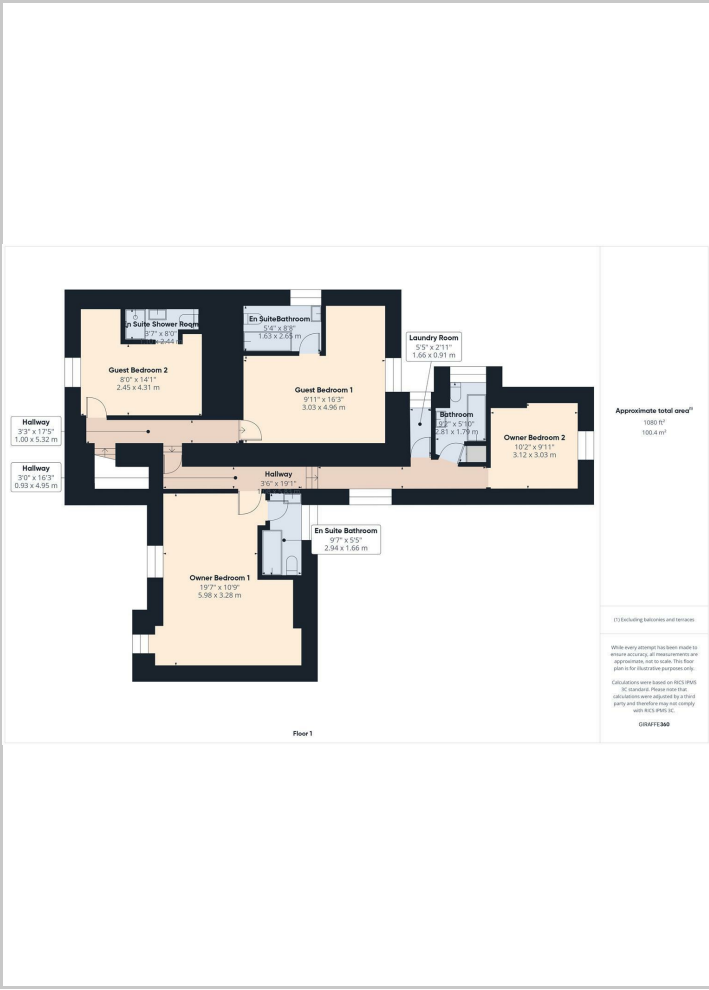 En Suite Shower Room
3'7" x 8'0"
2.44 m
En SuiteBathroom
5'4" x 8'8"
1.63 x 2.65 m
Laundry Room
5'5" x 2'11"
1.66 x 0.91 m
Guest Bedroom 2
8'0" x 14'1"
2.45 x 4.31 m
Guest Bedroom 1
9'11" x 16'3"
3.03 x 4.96 m
Bathroom
9'2" x 5'10"
2.81 x 1.79 m
Owner Bedroom 2
10'2" x 9'11"
3.12 x 3.03 m
Hallway
3'3" x 17'5"
1.00 x 5.32 m
Hallway
3'0" x 16'3"
0.93 x 4.95 m
Hallway
3'6" x 19'1"
En Suite Bathroom
9'7" x 5'5"
2.94 x 1.66 m
Owner Bedroom 1
19'7" x 10'9"
5.98 x 3.28 m
Floor 1
Approximate total area(1)
1080 ft²
100.4 m²
(1) Excluding balconies and terraces
While every attempt has been made to
ensure accuracy, all measurements are
approximate, not to scale. This floor
plan is for illustrative purposes only.
Calculations were based on RICS IPMS
3C standard. Please note that
calculations were adjusted by a third
party and therefore may not comply
with RICS IPMS 3C.
GIRAFFE360